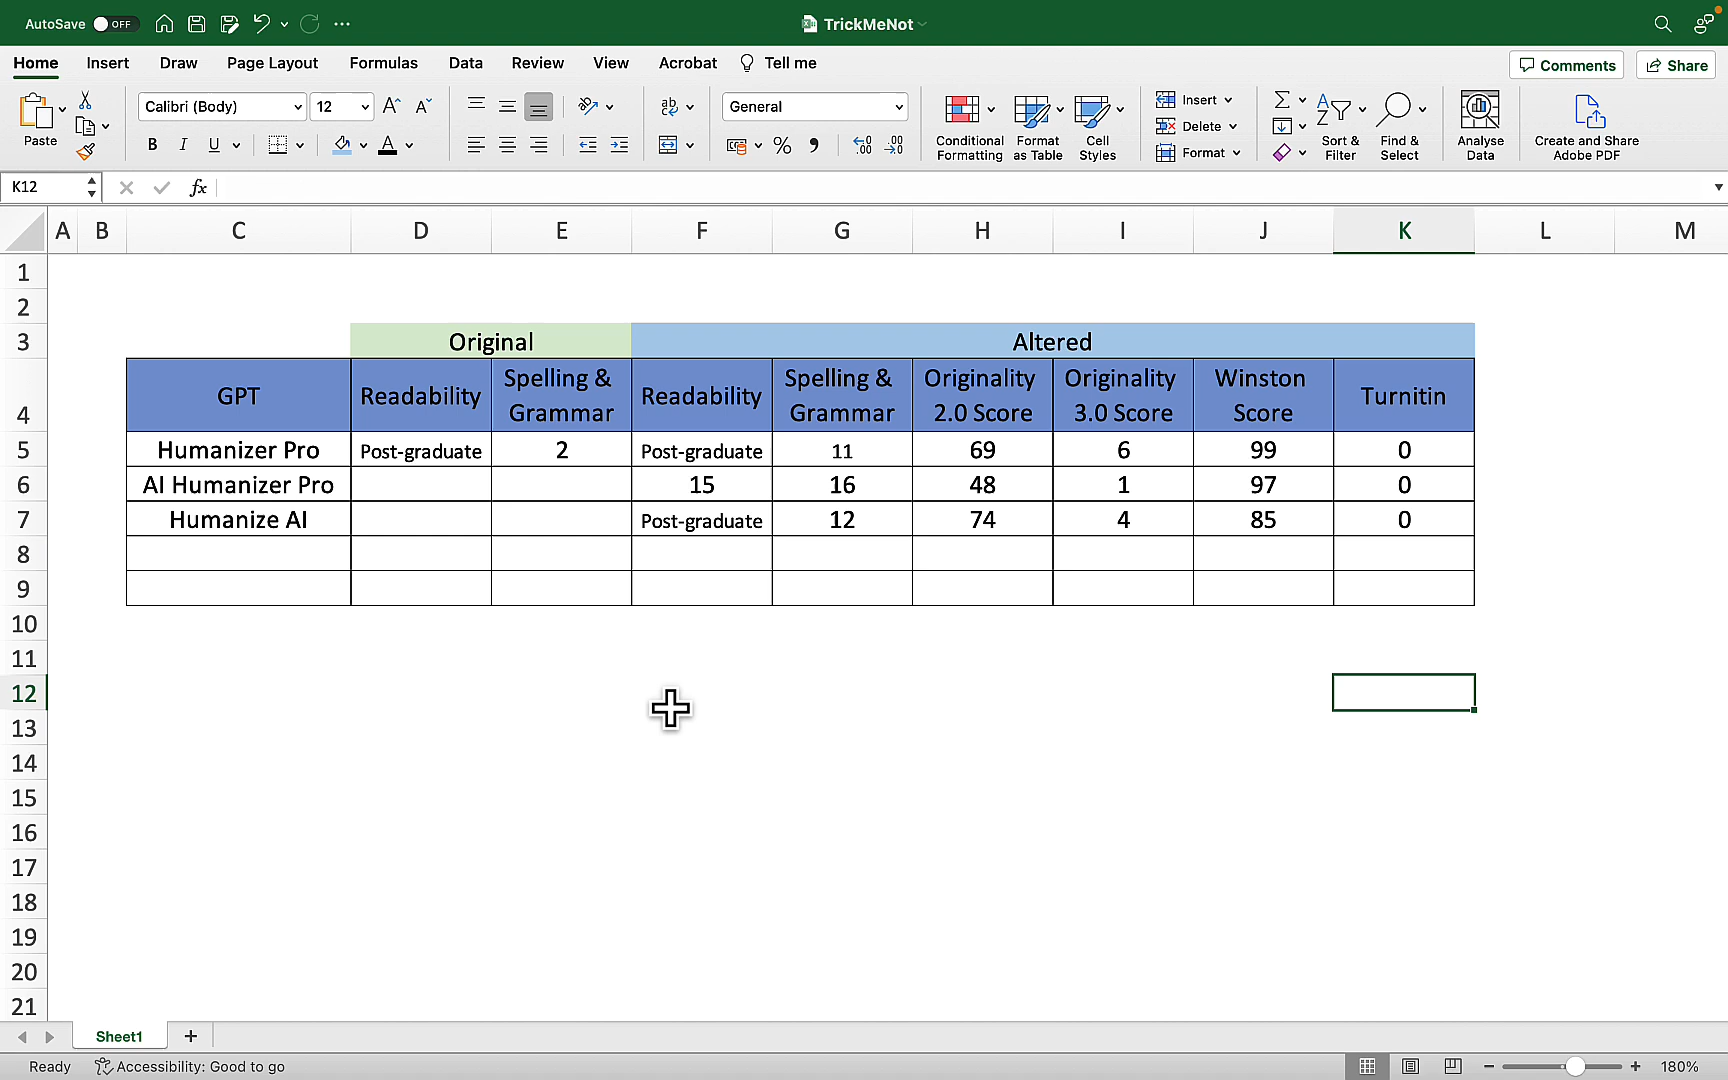 AutoSave OFF TrickMeNot
Home Insert Draw Page Layout Formulas Data Review View Acrobat Tell me Comments Share
Paste Calibri (Body) 12 A A ab General Insert
B I U A % Delete
Conditional Formatting Format as Table Cell Styles Format Sort & Filter Find & Select Analyse Data Create and Share Adobe PDF
K12 fx
A B C D E F G H I J K L M
1
2
3 Original Altered
4 GPT Readability Spelling & Grammar Readability Spelling & Grammar Originality 2.0 Score Originality 3.0 Score Winston Score Turnitin
5 Humanizer Pro Post-graduate 2 Post-graduate 11 69 6 99 0
6 AI Humanizer Pro 15 16 48 1 97 0
7 Humanize AI Post-graduate 12 74 4 85 0
8
9
10
11
12
13
14
15
16
17
18
19
20
21
Sheet1 +
Ready Accessibility: Good to go 180%